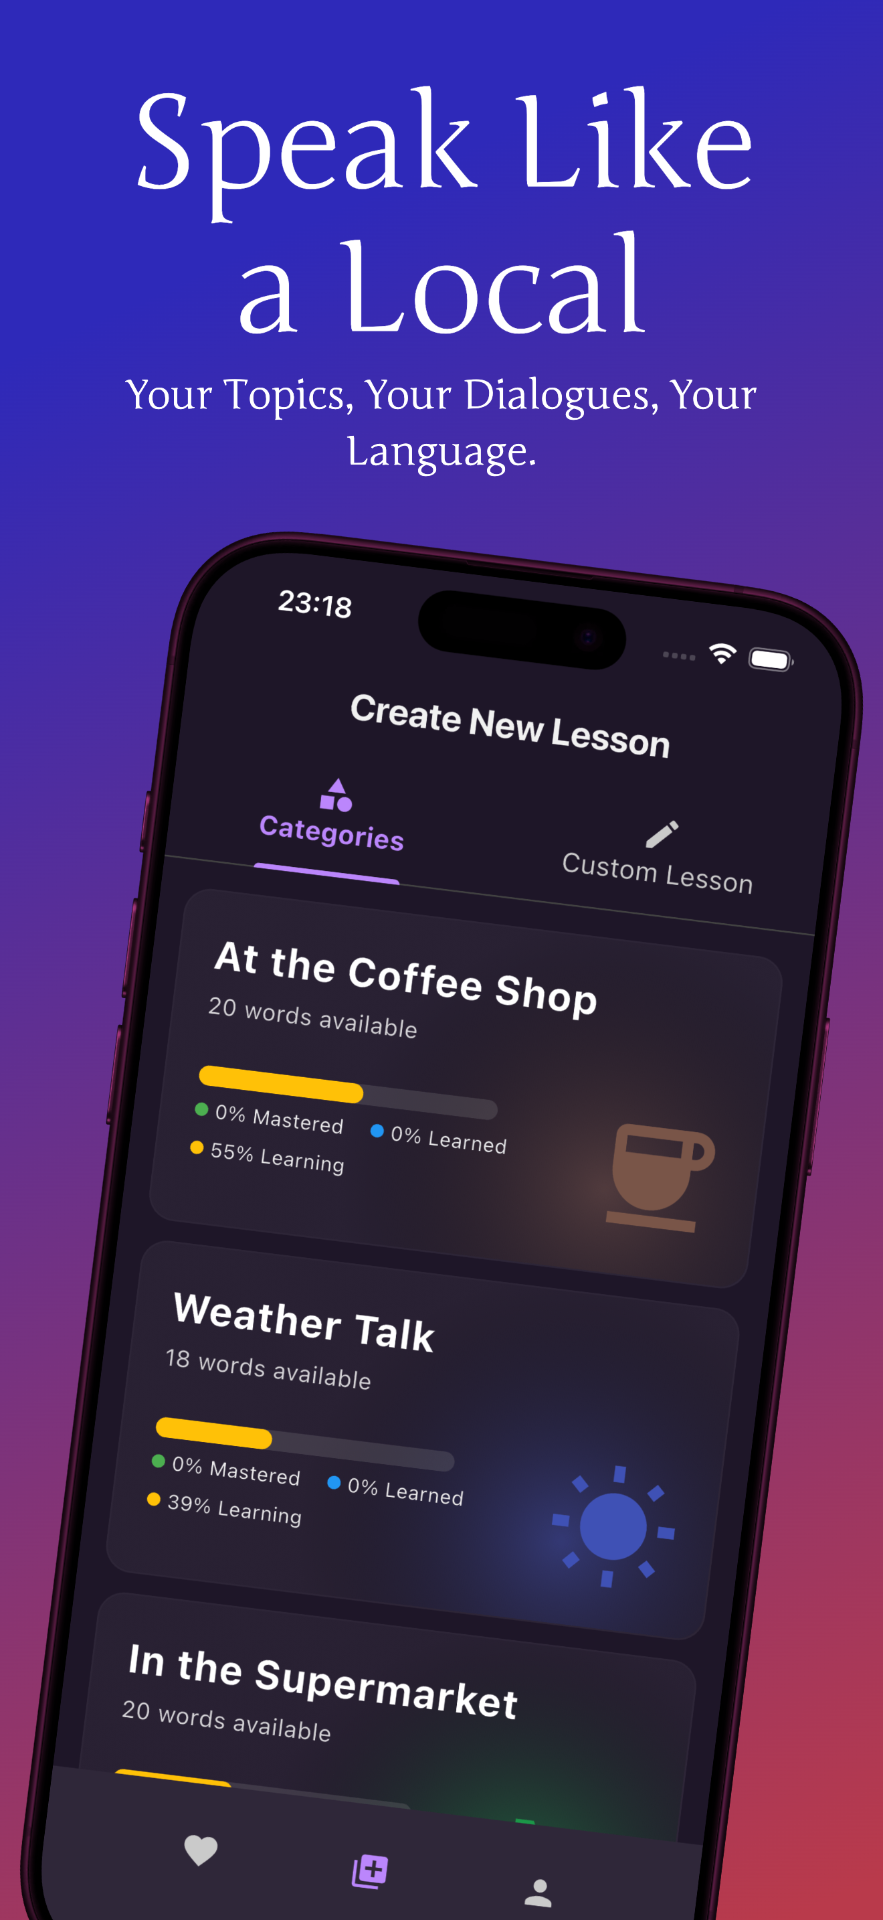 Speak Like
a Local
Your Topics, Your Dialogues, Your
Language.
23:18
Create New Lesson
Categories
Custom Lesson
At the Coffee Shop
20 words available
0% Mastered
0% Learned
55% Learning
Weather Talk
18 words available
0% Mastered
0% Learned
39% Learning
In the Supermarket
20 words available